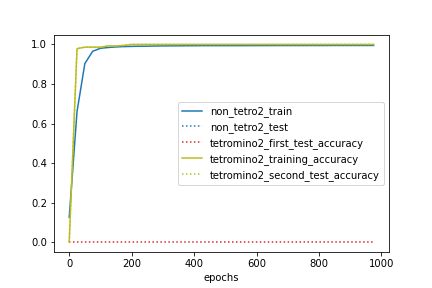 1.0
0.8
0.6
0.4
0.2
0.0
non_tetro2_train
non_tetro2_test
tetromino2_first_test_accuracy
tetromino2_training_accuracy
tetromino2_second_test_accuracy
0 200 400 600 800 1000
epochs